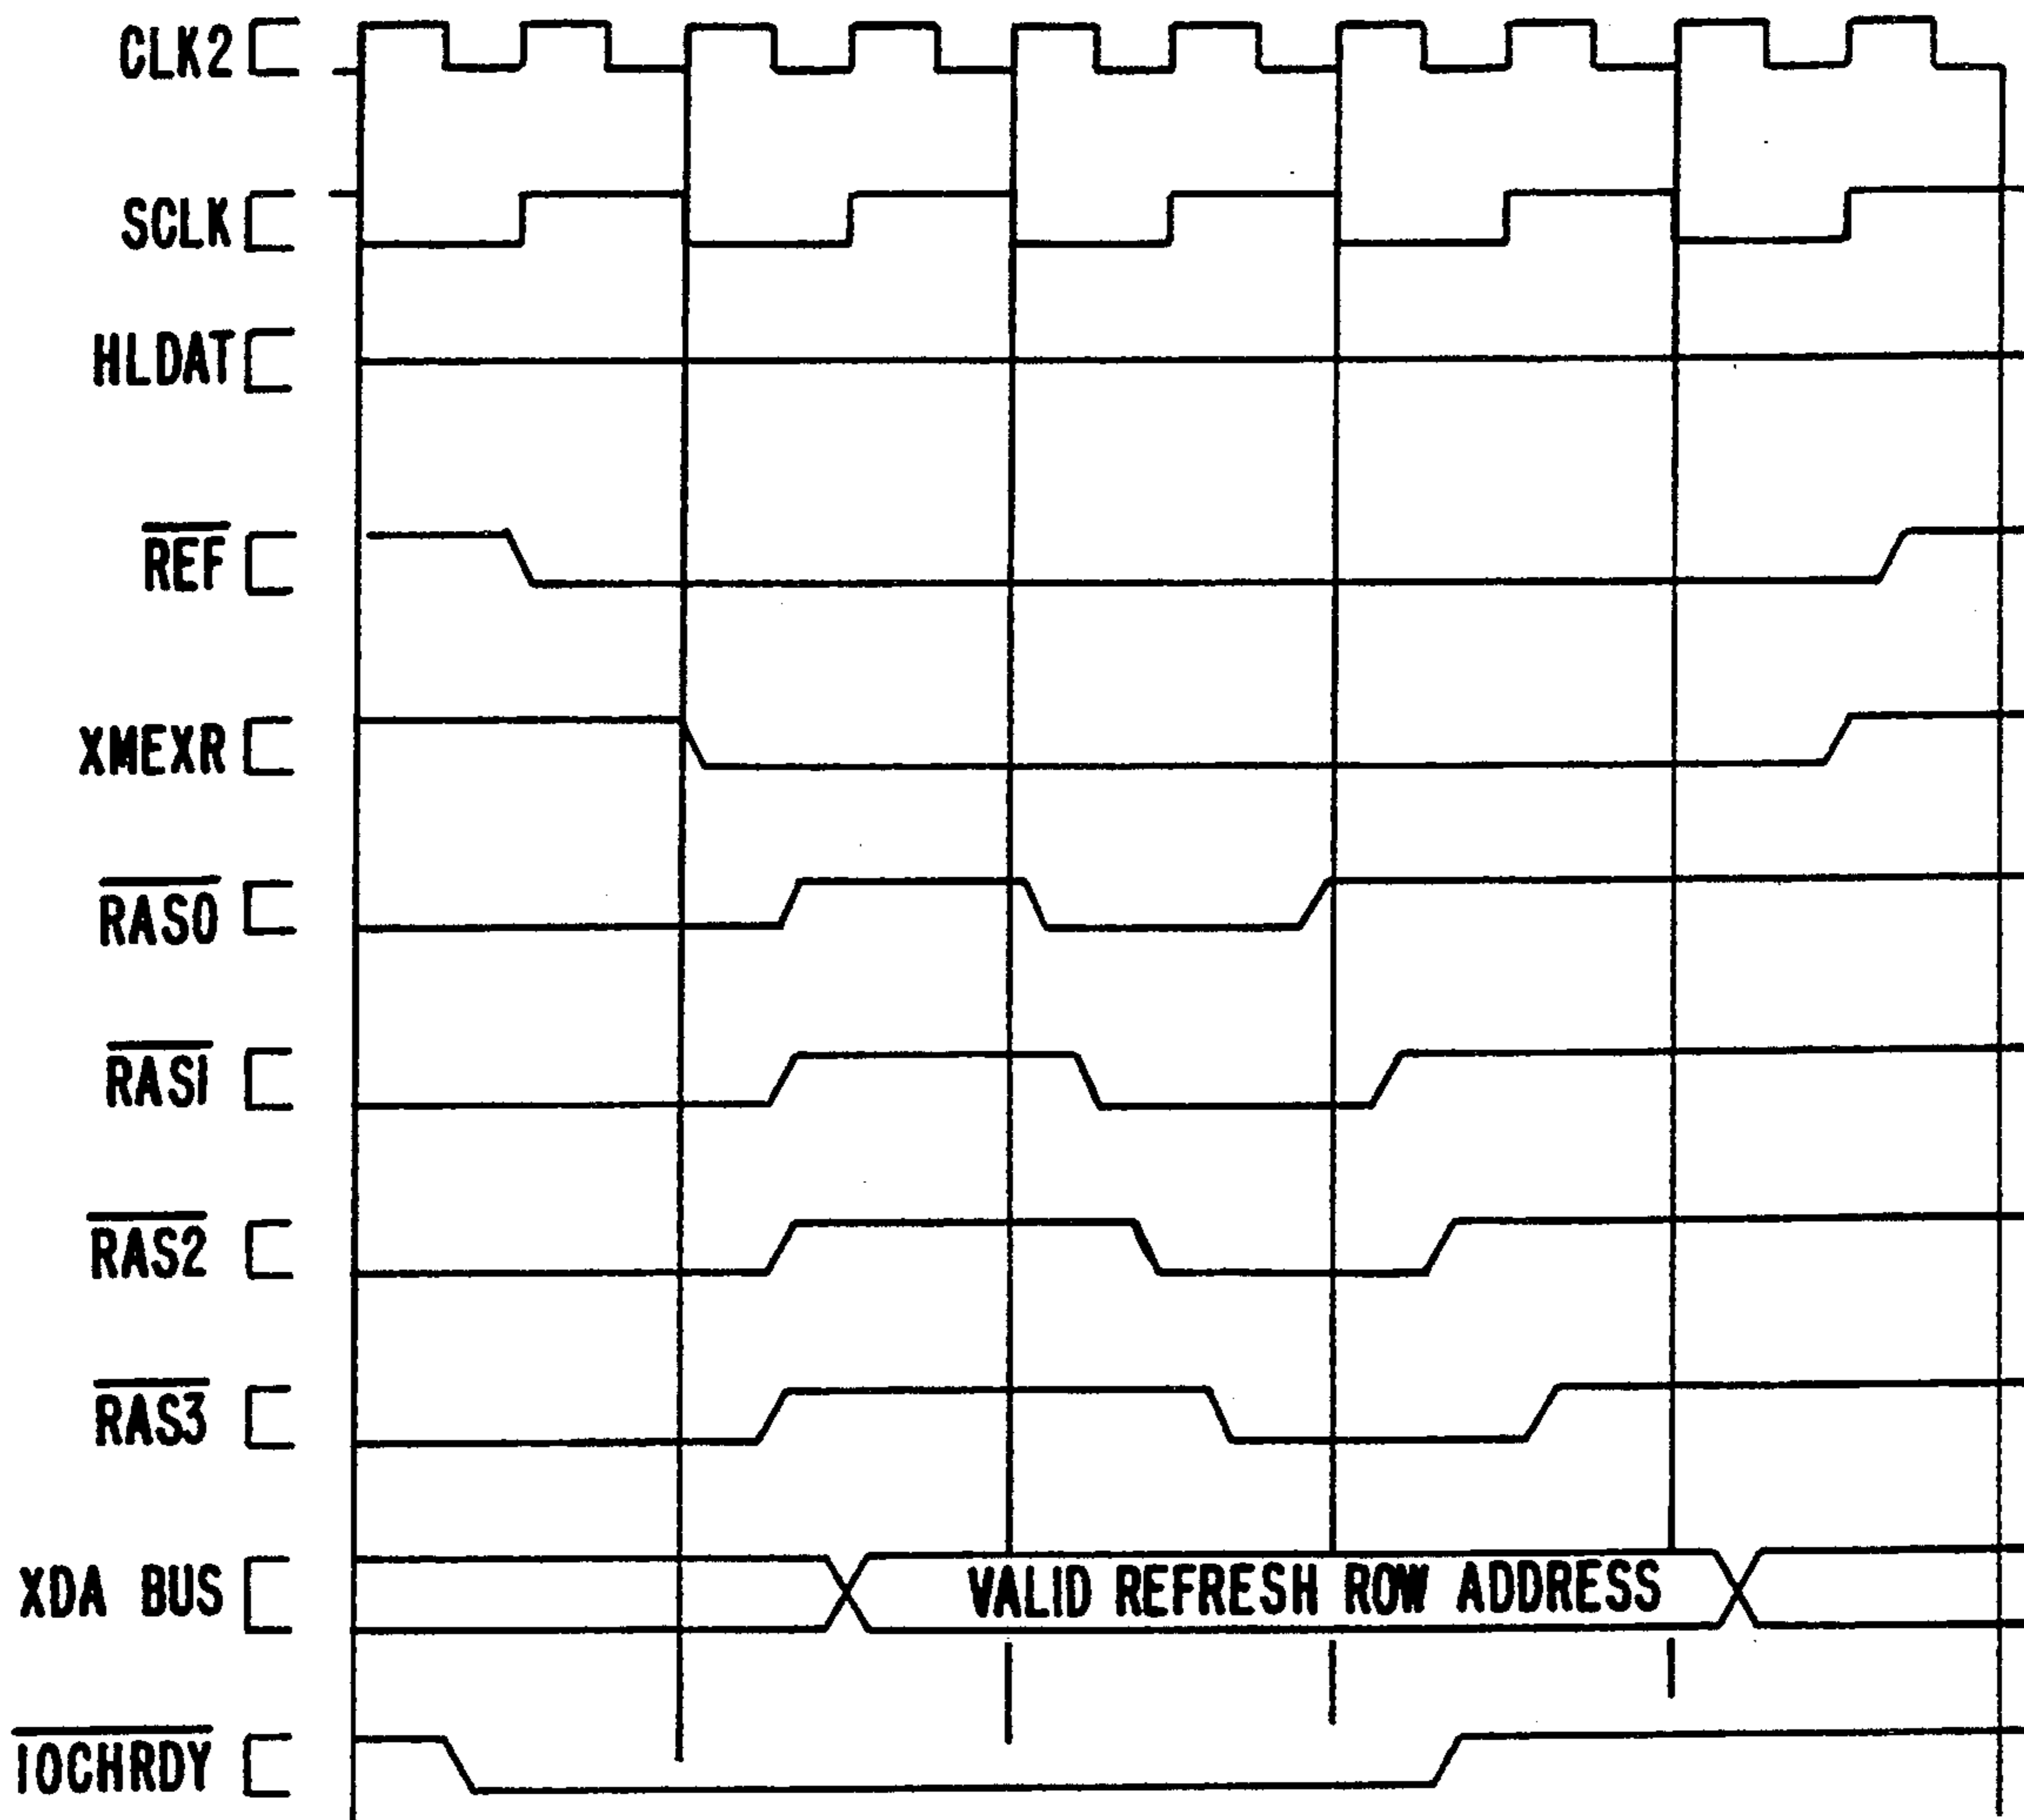 CLK2
SCLK
HLDAT
REF
XMEXR
RAS0
RAS1
RAS2
RAS3
XDA BUS
VALID REFRESH ROW ADDRESS
IOCHRDY